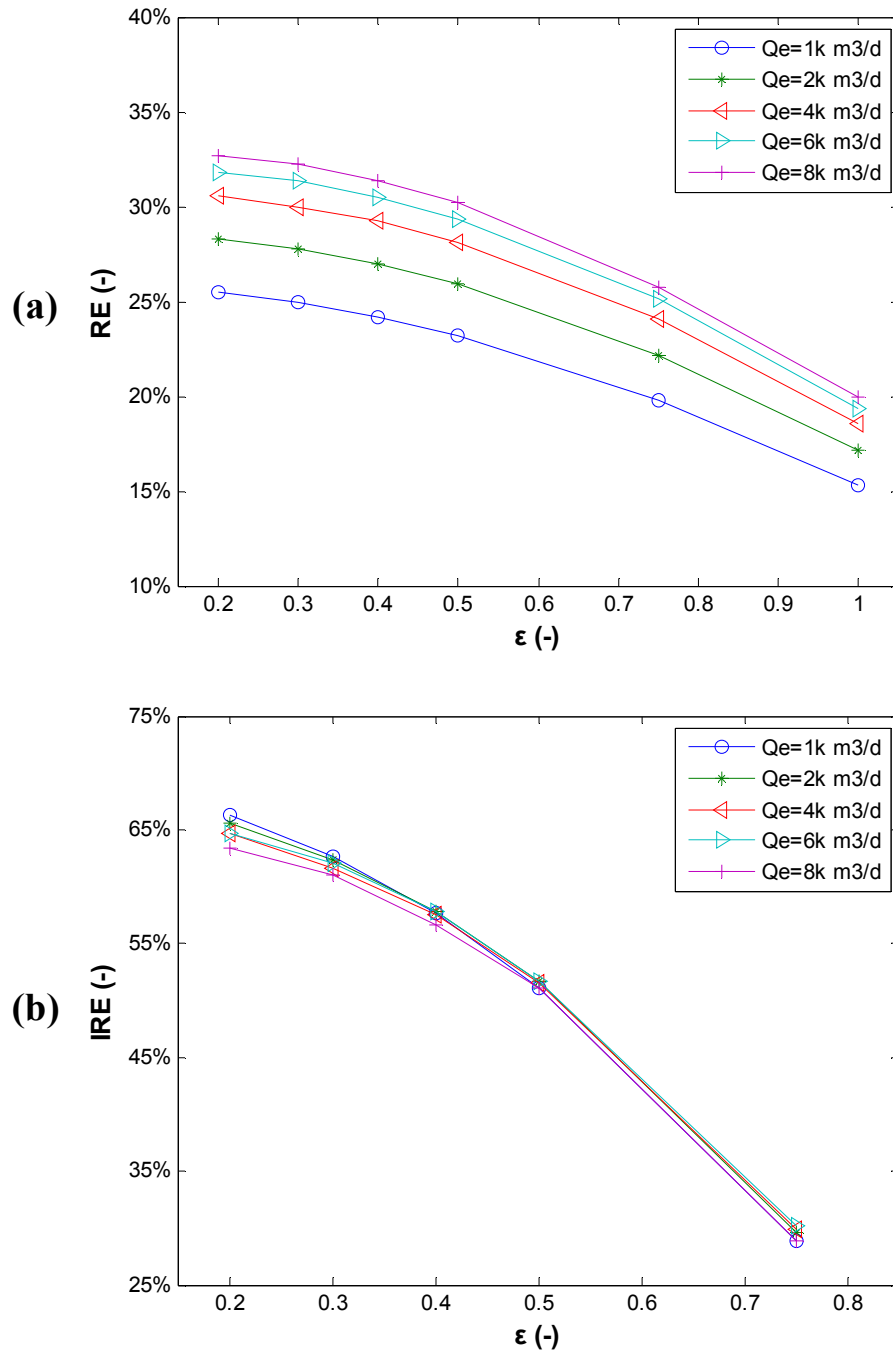 40%
35%
30%
25%
20%
15%
10%
RE (-)
(a)
0.2 0.3 0.4 0.5 0.6 0.7 0.8 0.9 1
ε (-)
Qe=1k m3/d
Qe=2k m3/d
Qe=4k m3/d
Qe=6k m3/d
Qe=8k m3/d
75%
65%
55%
45%
35%
25%
IRE (-)
(b)
0.2 0.3 0.4 0.5 0.6 0.7 0.8
ε (-)
Qe=1k m3/d
Qe=2k m3/d
Qe=4k m3/d
Qe=6k m3/d
Qe=8k m3/d